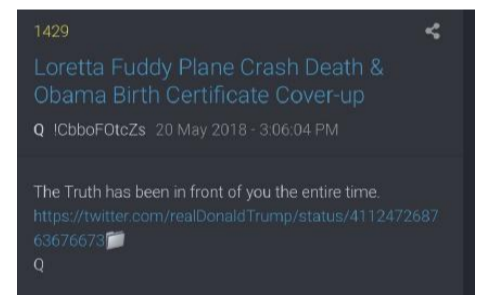 1429
Loretta Fuddy Plane Crash Death &
Obama Birth Certificate Cover-up
Q !CbboFOtcZs 20 May 2018 - 3:06:04 PM
The Truth has been in front of you the entire time.
https://twitter.com/realDonaldTrump/status/4112472687
63676673
Q